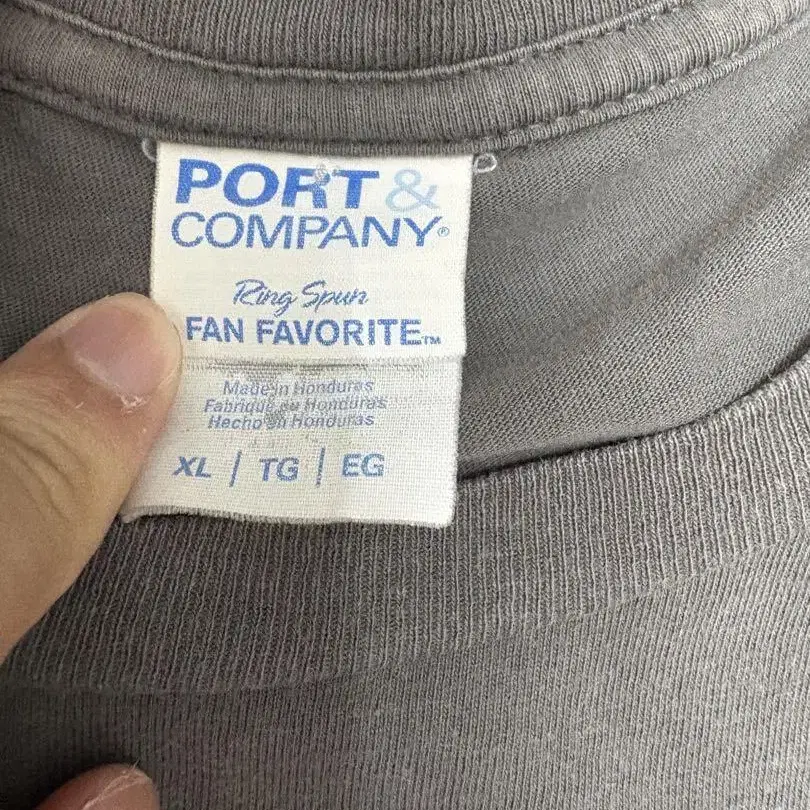 PORT &
COMPANY®
Ring Spun
FAN FAVORITE™
Made in Honduras
Fabriqué au Honduras
Hecho en Honduras
XL | TG | EG